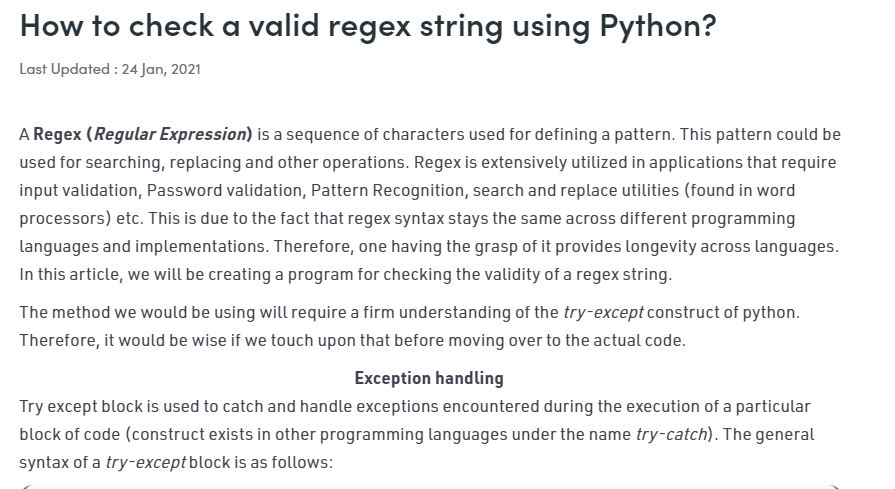 How to check a valid regex string using Python?
Last Updated : 24 Jan, 2021
A Regex (Regular Expression) is a sequence of characters used for defining a pattern. This pattern could be
used for searching, replacing and other operations. Regex is extensively utilized in applications that require
input validation, Password validation, Pattern Recognition, search and replace utilities (found in word
processors) etc. This is due to the fact that regex syntax stays the same across different programming
languages and implementations. Therefore, one having the grasp of it provides longevity across languages.
In this article, we will be creating a program for checking the validity of a regex string.
The method we would be using will require a firm understanding of the try-except construct of python.
Therefore, it would be wise if we touch upon that before moving over to the actual code.
Exception handling
Try except block is used to catch and handle exceptions encountered during the execution of a particular
block of code (construct exists in other programming languages under the name try-catch). The general
syntax of a try-except block is as follows: